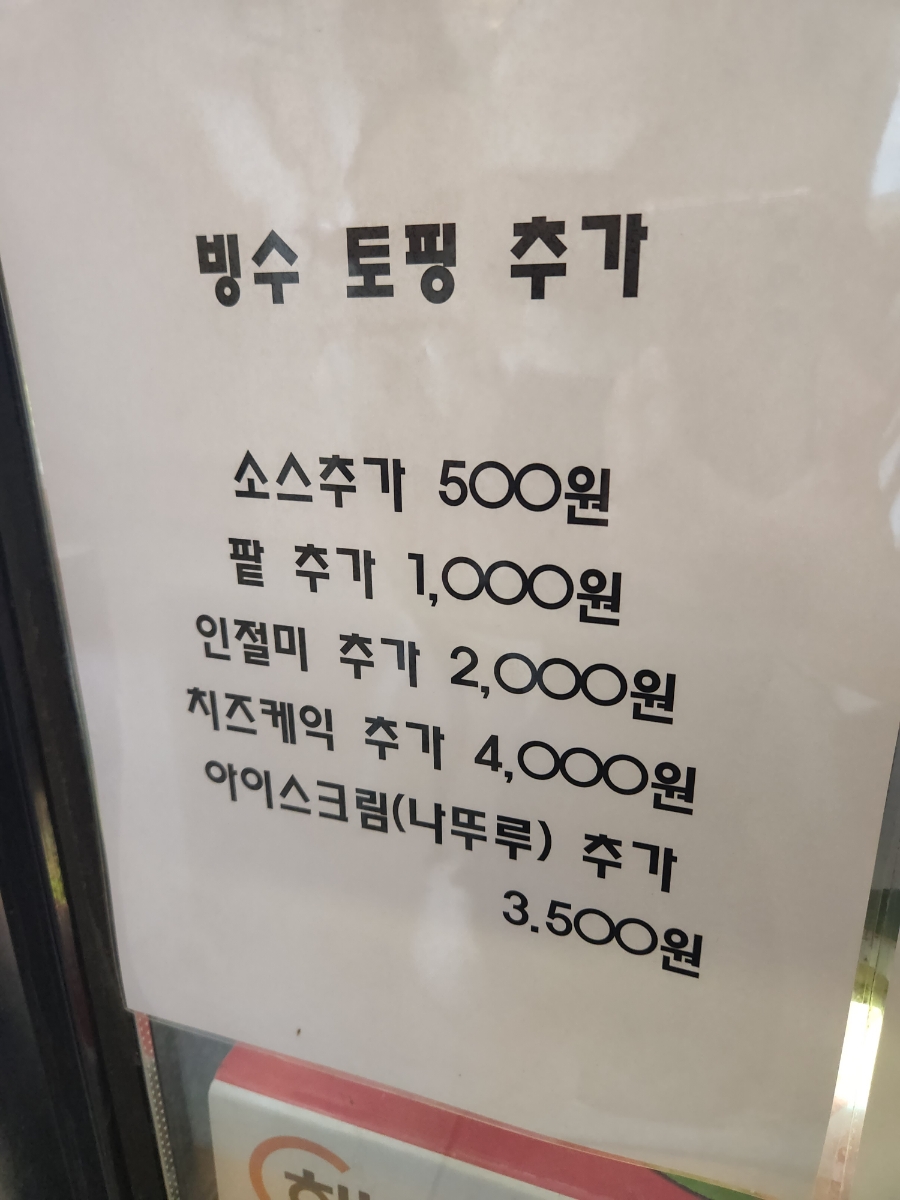 빙수 토핑 추가
소스추가 500원
팥 추가 1,000원
인절미 추가 2,000원
치즈케익 추가 4,000원
아이스크림(나뚜루) 추가
3.500원